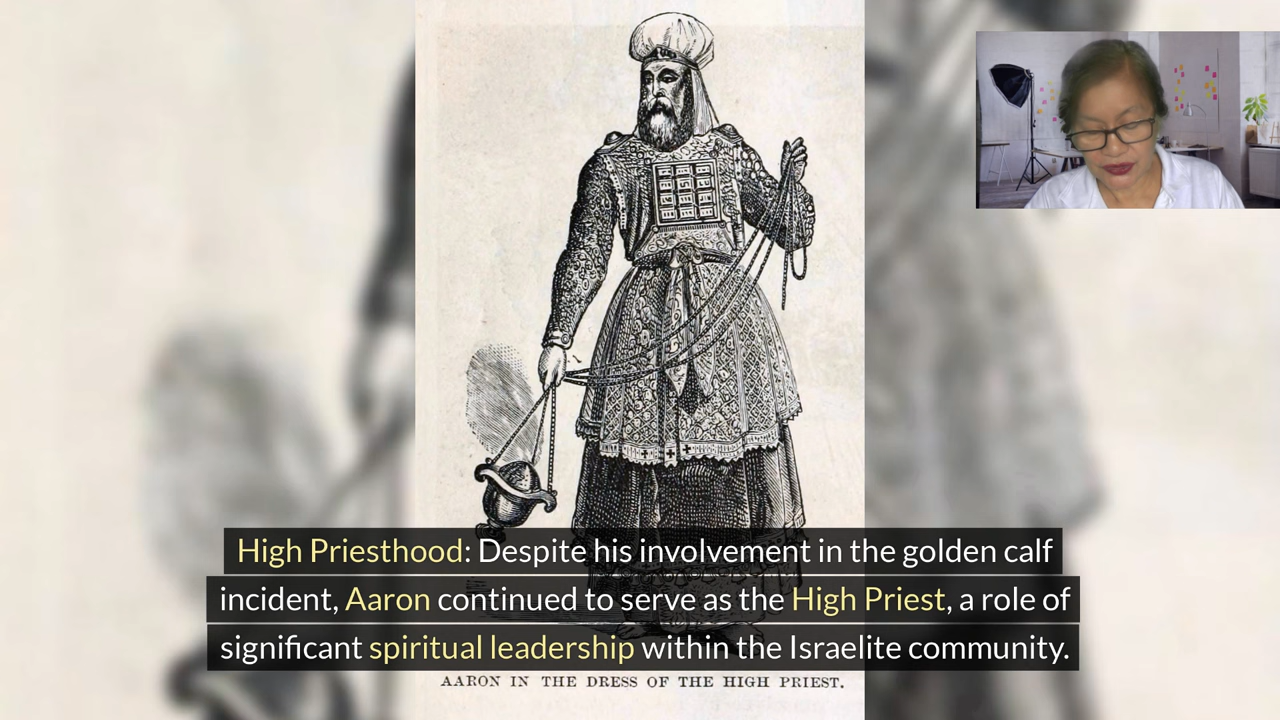 High Priesthood: Despite his involvement in the golden calf
incident, Aaron continued to serve as the High Priest, a role of
significant spiritual leadership within the Israelite community.
AARON IN THE DRESS OF THE HIGH PRIEST.